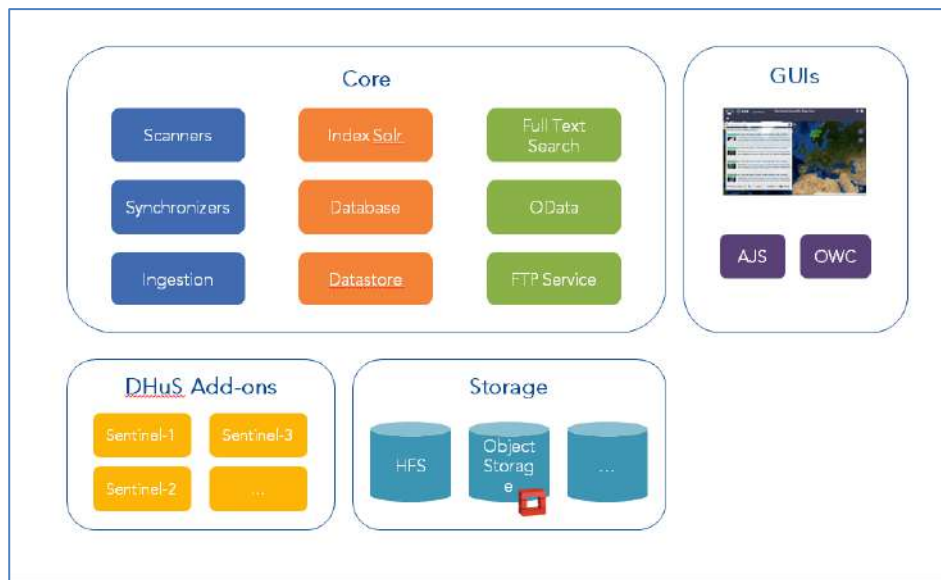 Core
Scanners
Index Solr
Full Text
Search
Synchronizers
Database
OData
Ingestion
Datastore
FTP Service
GUIs
AJS
OWC
DHuS Add-ons
Sentinel-1
Sentinel-3
Sentinel-2
...
Storage
HFS
Object
Storag
e
...